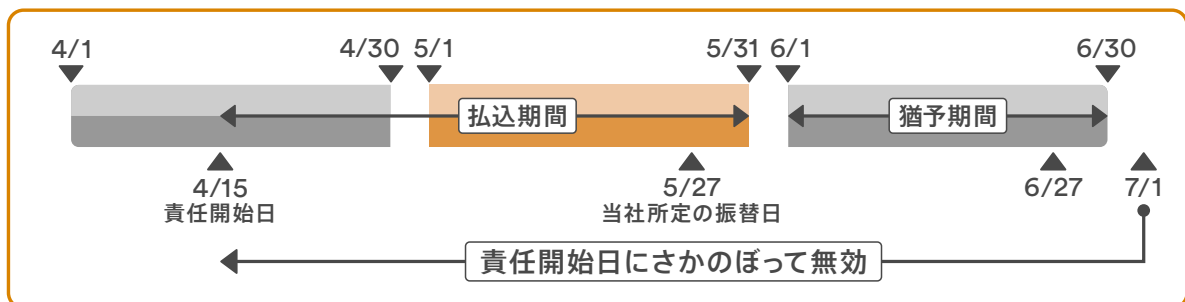 4/1
4/30
5/1
5/31
6/1
6/30
払込期間
猶予期間
4/15
責任開始日
5/27
当社所定の振替日
6/27
7/1
責任開始日にさかのぼって無効